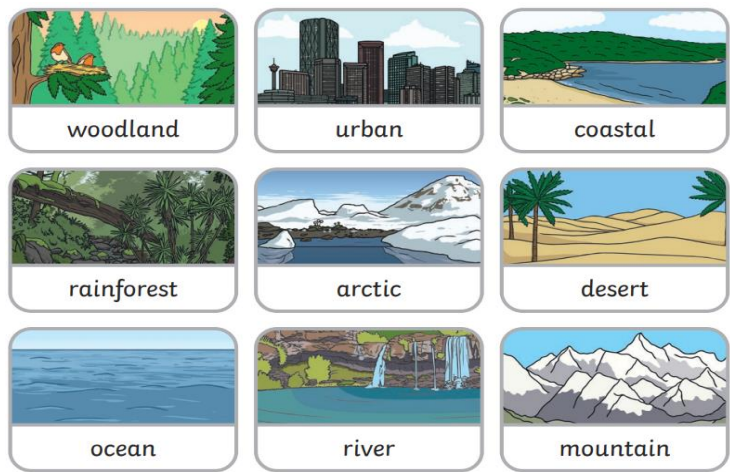 woodland
urban
coastal
rainforest
arctic
desert
ocean
river
mountain